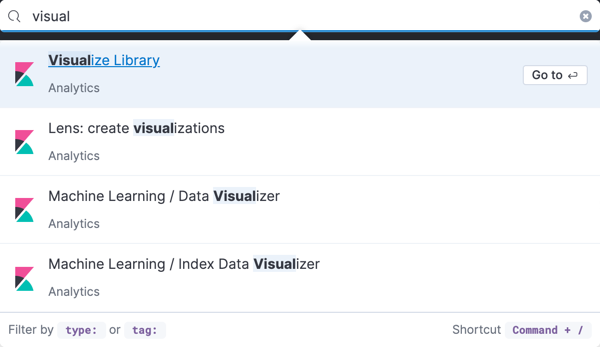 visual
Visualize Library
Analytics
Go to
Lens: create visualizations
Analytics
Machine Learning / Data Visualizer
Analytics
Machine Learning / Index Data Visualizer
Analytics
Filter by type: or tag: Shortcut Command + /